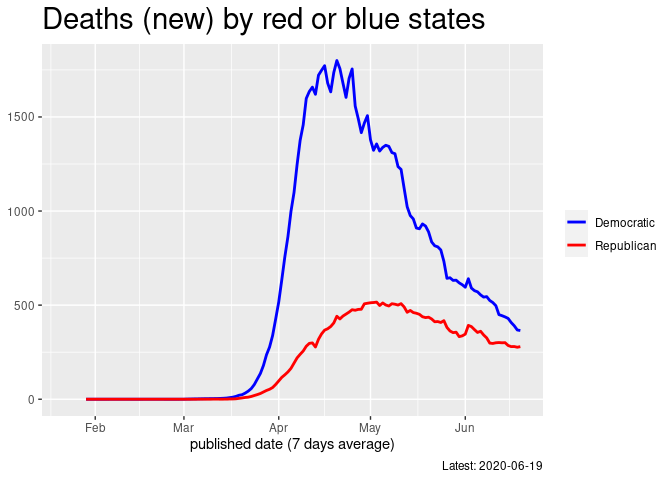 Deaths (new) by red or blue states
1500
1000
500
0
Feb Mar Apr May Jun
published date (7 days average)
Democratic
Republican
Latest: 2020-06-19